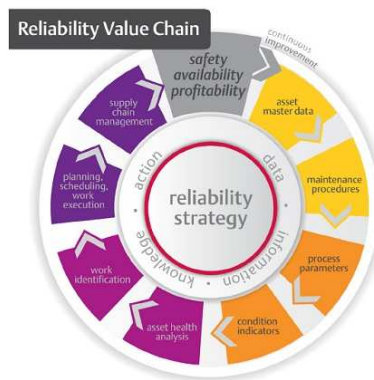 Reliability Value Chain
continuous
improvement
safety
availability
profitability
asset
master data
maintenance
procedures
process
parameters
condition
indicators
asset health
analysis
work
identification
planning,
scheduling,
work
execution
supply
chain
management
data
information
knowledge
action
reliability
strategy